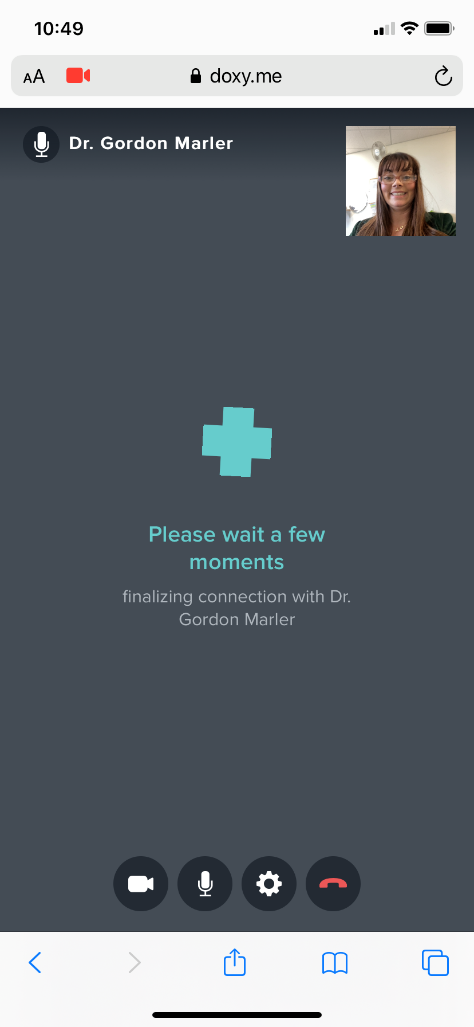 10:49
AA doxy.me
Dr. Gordon Marler
Please wait a few
moments
finalizing connection with Dr.
Gordon Marler